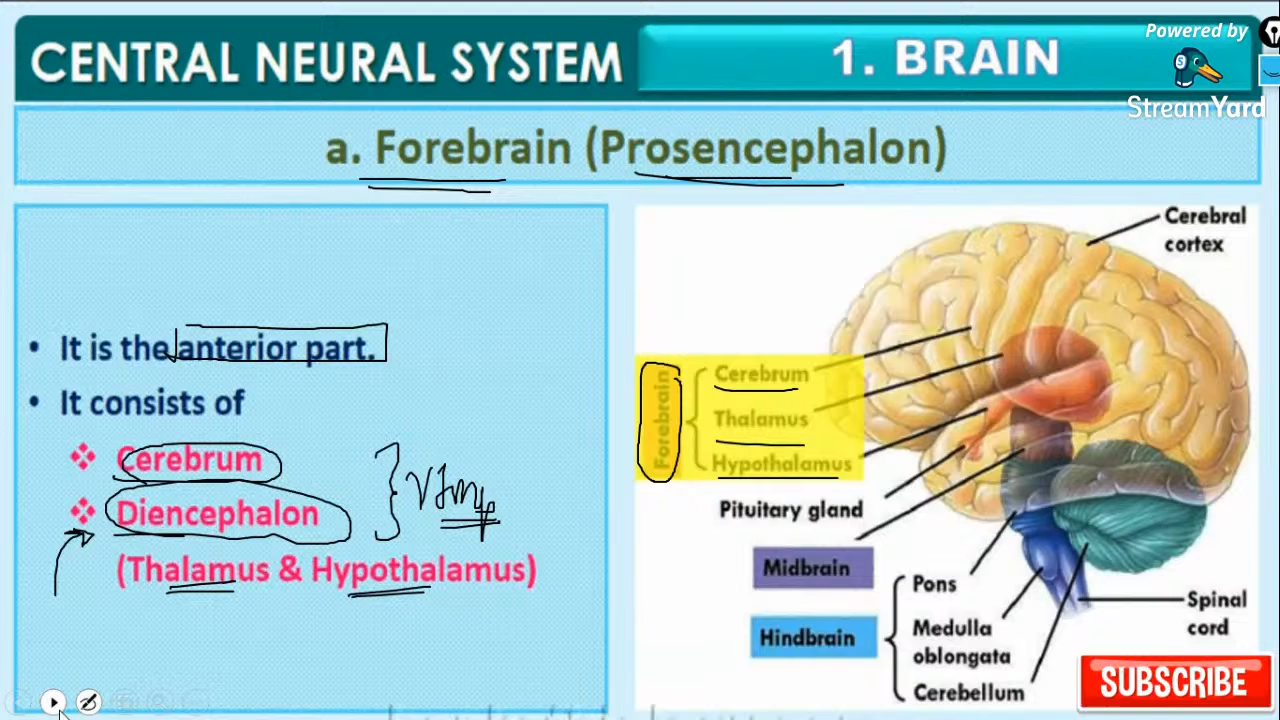 Powered by
StreamYard
CENTRAL NEURAL SYSTEM
1. BRAIN
a. Forebrain (Prosencephalon)
• It is the anterior part.
• It consists of
❖ Cerebrum
❖ Diencephalon
(Thalamus & Hypothalamus)
V Imp
Cerebral
cortex
Forebrain
Cerebrum
Thalamus
Hypothalamus
Pituitary gland
Midbrain
Hindbrain
Pons
Medulla
oblongata
Cerebellum
Spinal
cord
SUBSCRIBE